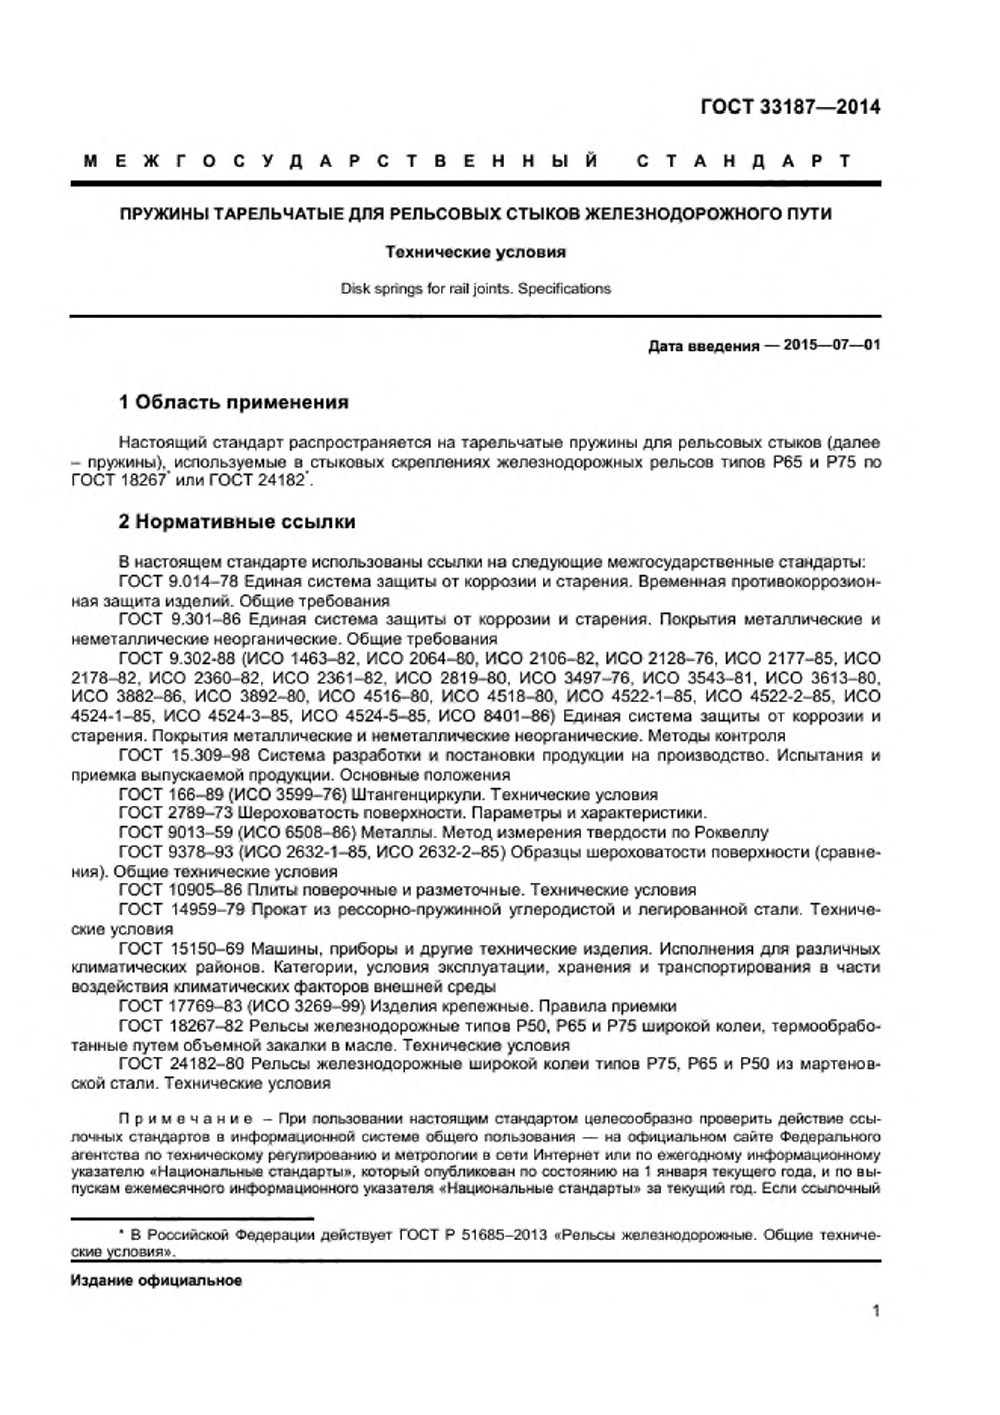 ГОСТ 33187—2014
МЕЖГОСУДАРСТВЕННЫЙ СТАНДАРТ
ПРУЖИНЫ ТАРЕЛЬЧАТЫЕ ДЛЯ РЕЛЬСОВЫХ СТЫКОВ ЖЕЛЕЗНОДОРОЖНОГО ПУТИ
Технические условия
Disk springs for rail joints. Specifications
Дата введения — 2015—07—01
1 Область применения
Настоящий стандарт распространяется на тарельчатые пружины для рельсовых стыков (далее
– пружины), используемые в стыковых скреплениях железнодорожных рельсов типов Р65 и Р75 по
ГОСТ 18267* или ГОСТ 24182*.
2 Нормативные ссылки
В настоящем стандарте использованы ссылки на следующие межгосударственные стандарты:
ГОСТ 9.014–78 Единая система защиты от коррозии и старения. Временная противокоррозион-
ная защита изделий. Общие требования
ГОСТ 9.301–86 Единая система защиты от коррозии и старения. Покрытия металлические и
неметаллические неорганические. Общие требования
ГОСТ 9.302-88 (ИСО 1463–82, ИСО 2064–80, ИСО 2106–82, ИСО 2128–76, ИСО 2177–85, ИСО
2178–82, ИСО 2360–82, ИСО 2361–82, ИСО 2819–80, ИСО 3497–76, ИСО 3543–81, ИСО 3613–80,
ИСО 3882–86, ИСО 3892–80, ИСО 4516–80, ИСО 4518–80, ИСО 4522-1–85, ИСО 4522-2–85, ИСО
4524-1–85, ИСО 4524-3–85, ИСО 4524-5–85, ИСО 8401–86) Единая система защиты от коррозии и
старения. Покрытия металлические и неметаллические неорганические. Методы контроля
ГОСТ 15.309–98 Система разработки и постановки продукции на производство. Испытания и
приемка выпускаемой продукции. Основные положения
ГОСТ 166–89 (ИСО 3599–76) Штангенциркули. Технические условия
ГОСТ 2789–73 Шероховатость поверхности. Параметры и характеристики.
ГОСТ 9013–59 (ИСО 6508–86) Металлы. Метод измерения твердости по Роквеллу
ГОСТ 9378–93 (ИСО 2632-1–85, ИСО 2632-2–85) Образцы шероховатости поверхности (сравне-
ния). Общие технические условия
ГОСТ 10905–86 Плиты поверочные и разметочные. Технические условия
ГОСТ 14959–79 Прокат из рессорно-пружинной углеродистой и легированной стали. Техниче-
ские условия
ГОСТ 15150–69 Машины, приборы и другие технические изделия. Исполнения для различных
климатических районов. Категории, условия эксплуатации, хранения и транспортирования в части
воздействия климатических факторов внешней среды
ГОСТ 17769–83 (ИСО 3269–99) Изделия крепежные. Правила приемки
ГОСТ 18267–82 Рельсы железнодорожные типов Р50, Р65 и Р75 широкой колеи, термообрабо-
танные путем объемной закалки в масле. Технические условия
ГОСТ 24182–80 Рельсы железнодорожные широкой колеи типов Р75, Р65 и Р50 из мартенов-
ской стали. Технические условия
Примечание – При пользовании настоящим стандартом целесообразно проверить действие ссы-
лочных стандартов в информационной системе общего пользования — на официальном сайте Федерального
агентства по техническому регулированию и метрологии в сети Интернет или по ежегодному информационному
указателю «Национальные стандарты», который опубликован по состоянию на 1 января текущего года, и по вы-
пускам ежемесячного информационного указателя «Национальные стандарты» за текущий год. Если ссылочный
* В Российской Федерации действует ГОСТ Р 51685–2013 «Рельсы железнодорожные. Общие техниче-
ские условия».
Издание официальное
1